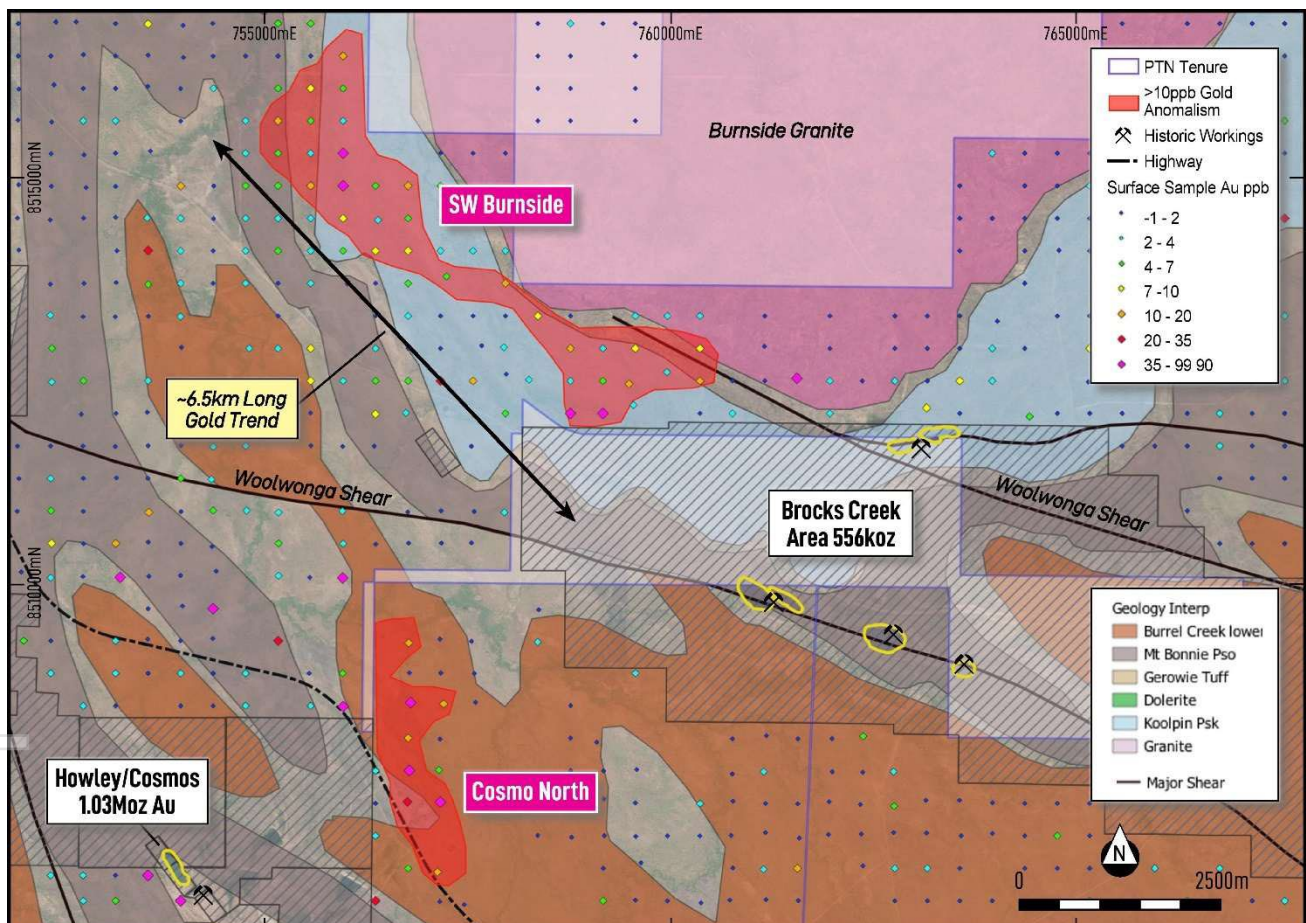 755000mE
760000mE
765000mE
8515000mN
8510000mN
PTN Tenure
>10ppb Gold
Anomalism
Historic Workings
Highway
Surface Sample Au ppb
-1 - 2
2 - 4
4 - 7
7 -10
10 - 20
20 - 35
35 - 99 90
Burnside Granite
SW Burnside
~6.5km Long
Gold Trend
Woolwonga Shear
Woolwonga Shear
Brocks Creek
Area 556koz
Geology Interp
Burrel Creek lower
Mt Bonnie Pso
Gerowie Tuff
Dolerite
Koolpin Psk
Granite
Major Shear
Howley/Cosmos
1.03Moz Au
Cosmo North
N
0
2500m